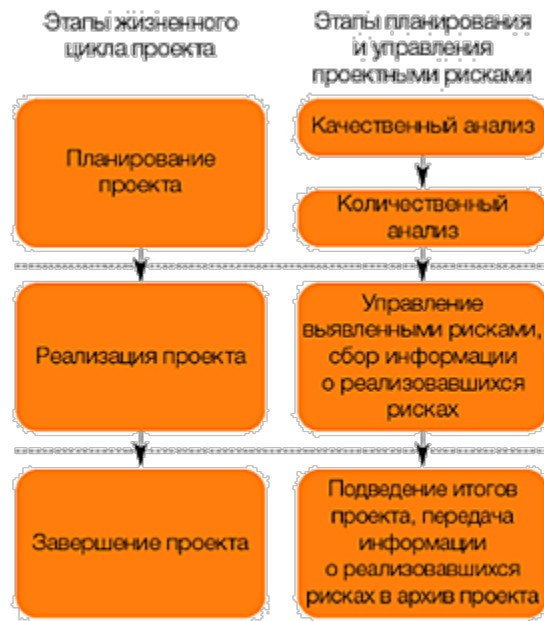 Этапы жизненного
цикла проекта
Этапы планирования
и управления
проектными рисками
Планирование
проекта
Качественный анализ
Количественный
анализ
Реализация проекта
Управление
выявленными рисками,
сбор информации
о реализовавшихся
рисках
Завершение проекта
Подведение итогов
проекта, передача
информации
о реализовавшихся
рисках в архив проекта